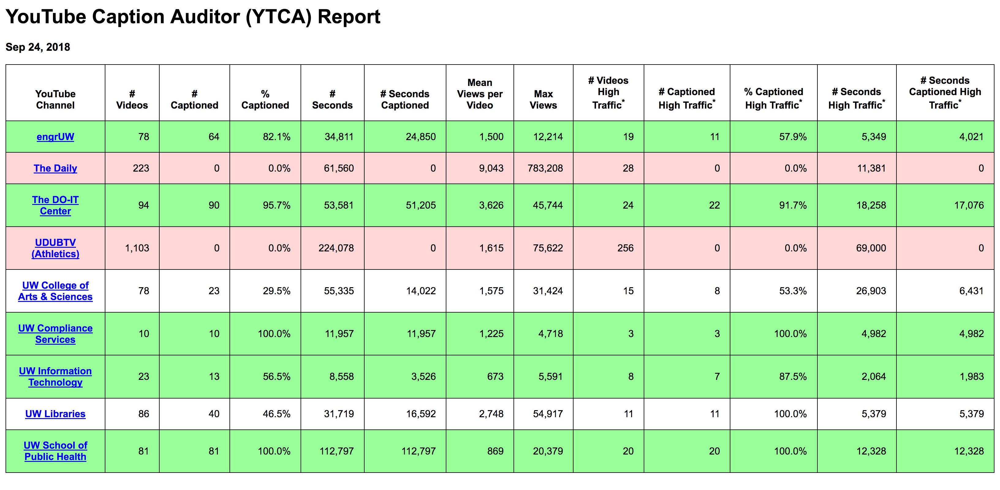 YouTube Caption Auditor (YTCA) Report
Sep 24, 2018
YouTube Channel | # Videos | # Captioned | % Captioned | # Seconds | # Seconds Captioned | Mean Views per Video | Max Views | # Videos High Traffic* | # Captioned High Traffic* | % Captioned High Traffic* | # Seconds High Traffic* | # Seconds Captioned High Traffic*
engrUW | 78 | 64 | 82.1% | 34,811 | 24,850 | 1,500 | 12,214 | 19 | 11 | 57.9% | 5,349 | 4,021
The Daily | 223 | 0 | 0.0% | 61,560 | 0 | 9,043 | 783,208 | 28 | 0 | 0.0% | 11,381 | 0
The DO-IT Center | 94 | 90 | 95.7% | 53,581 | 51,205 | 3,626 | 45,744 | 24 | 22 | 91.7% | 18,258 | 17,076
UDUBTV (Athletics) | 1,103 | 0 | 0.0% | 224,078 | 0 | 1,615 | 75,622 | 256 | 0 | 0.0% | 69,000 | 0
UW College of Arts & Sciences | 78 | 23 | 29.5% | 55,335 | 14,022 | 1,575 | 31,424 | 15 | 8 | 53.3% | 26,903 | 6,431
UW Compliance Services | 10 | 10 | 100.0% | 11,957 | 11,957 | 1,225 | 4,718 | 3 | 3 | 100.0% | 4,982 | 4,982
UW Information Technology | 23 | 13 | 56.5% | 8,558 | 3,526 | 673 | 5,591 | 8 | 7 | 87.5% | 2,064 | 1,983
UW Libraries | 86 | 40 | 46.5% | 31,719 | 16,592 | 2,748 | 54,917 | 11 | 11 | 100.0% | 5,379 | 5,379
UW School of Public Health | 81 | 81 | 100.0% | 112,797 | 112,797 | 869 | 20,379 | 20 | 20 | 100.0% | 12,328 | 12,328